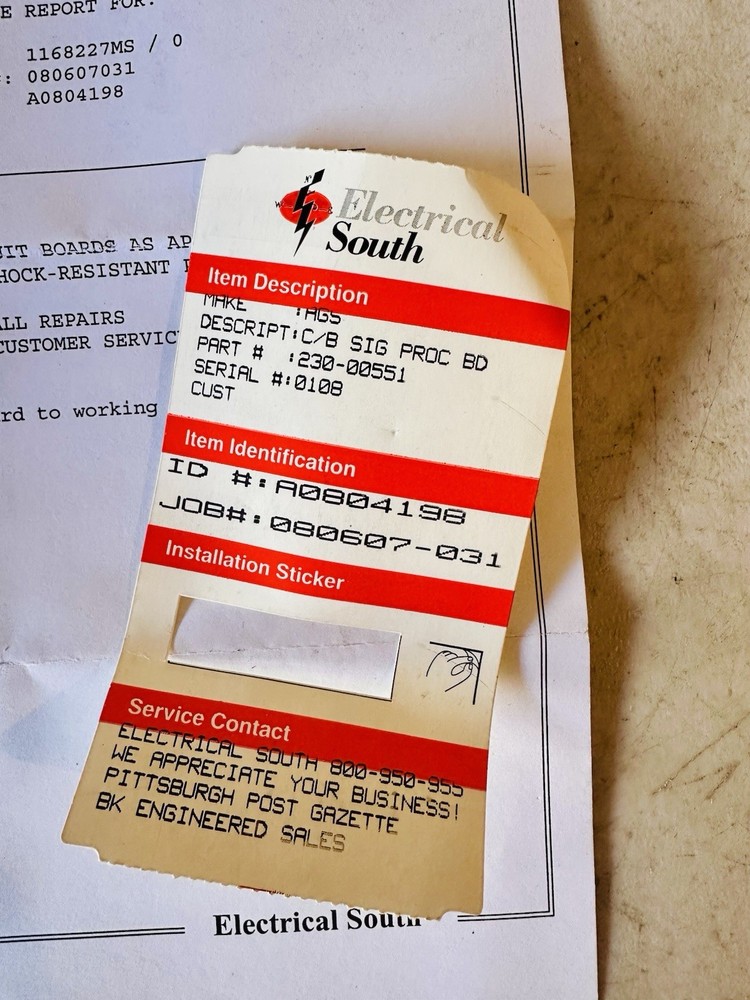 E REPORT FOR:
1168227MS / 0
: 080607031
A0804198
UIT BOARDS AS AP
HOCK-RESISTANT
ALL REPAIRS
CUSTOMER SERVIC
rd to working
Electrical
South
Item Description
MAKE :AGS
DESCRIPT:C/B SIG PROC BD
PART # :230-00551
SERIAL #:0108
CUST
Item Identification
ID #:A0804198
JOB#:080607-031
Installation Sticker
Service Contact
ELECTRICAL SOUTH 800-950-955
WE APPRECIATE YOUR BUSINESS!
PITTSBURGH POST GAZETTE
BK ENGINEERED SALES
Electrical South